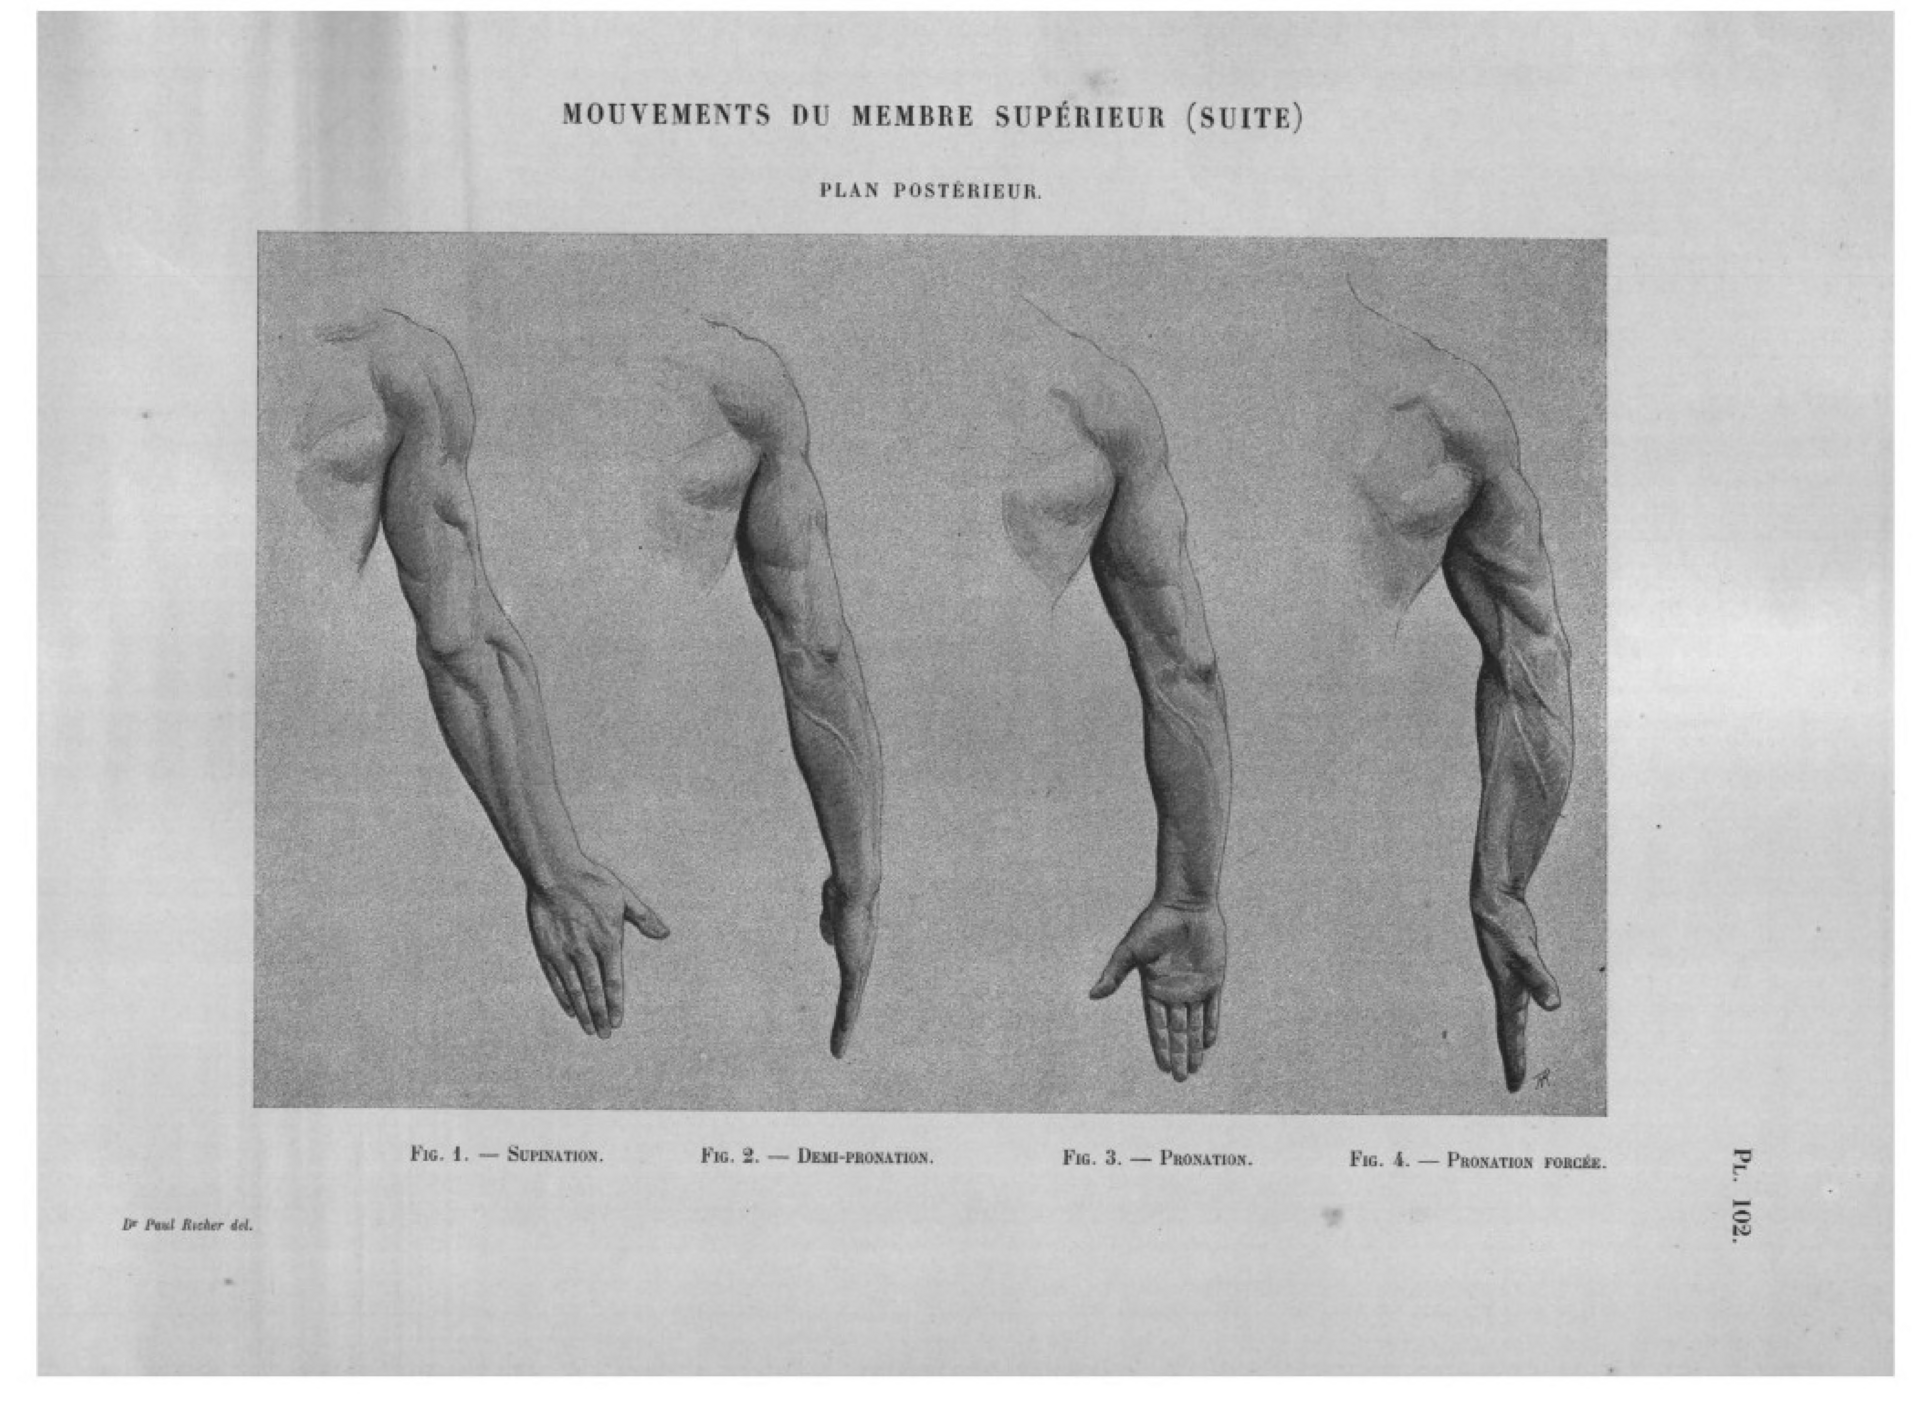 MOUVEMENTS DU MEMBRE SUPÉRIEUR (SUITE)
PLAN POSTÉRIEUR.
FIG. 1. — SUPINATION.
FIG. 2. — DEMI-PRONATION.
FIG. 3. — PRONATION.
FIG. 4. — PRONATION FORCÉE.
Dr Paul Richer del.
PL. 102.